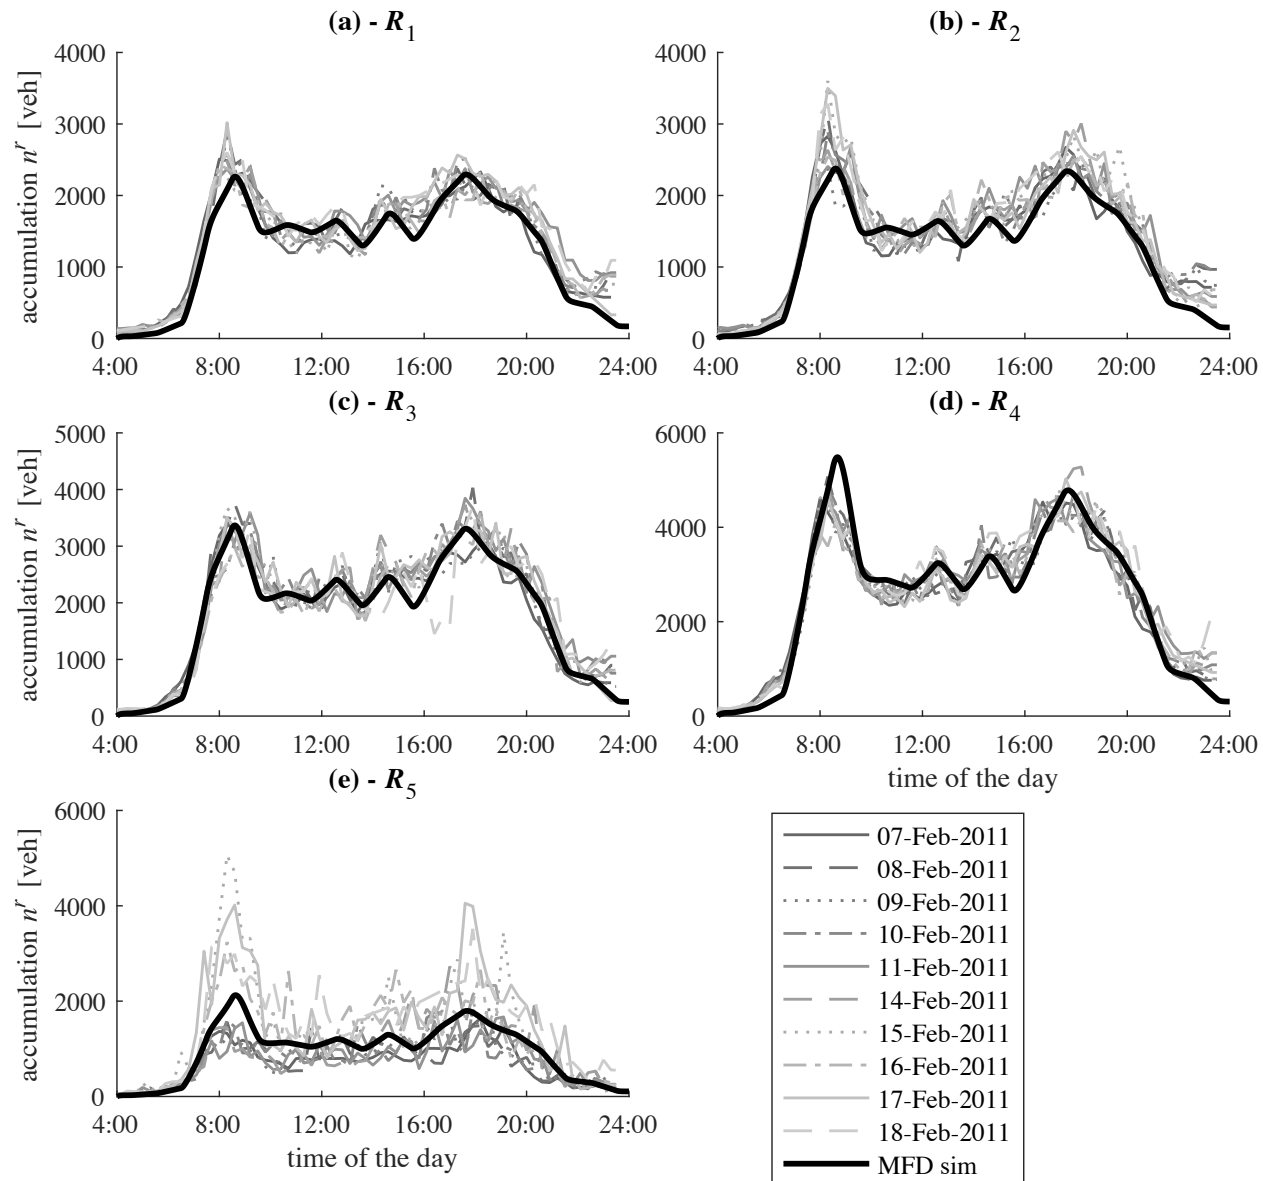 (a) - R1
accumulation n^r [veh]
4000
3000
2000
1000
0
4:00 8:00 12:00 16:00 20:00 24:00
(b) - R2
4000
3000
2000
1000
0
4:00 8:00 12:00 16:00 20:00 24:00
(c) - R3
accumulation n^r [veh]
5000
4000
3000
2000
1000
0
4:00 8:00 12:00 16:00 20:00 24:00
(d) - R4
6000
4000
2000
0
4:00 8:00 12:00 16:00 20:00 24:00
time of the day
(e) - R5
accumulation n^r [veh]
6000
4000
2000
0
4:00 8:00 12:00 16:00 20:00 24:00
time of the day
07-Feb-2011
08-Feb-2011
09-Feb-2011
10-Feb-2011
11-Feb-2011
14-Feb-2011
15-Feb-2011
16-Feb-2011
17-Feb-2011
18-Feb-2011
MFD sim